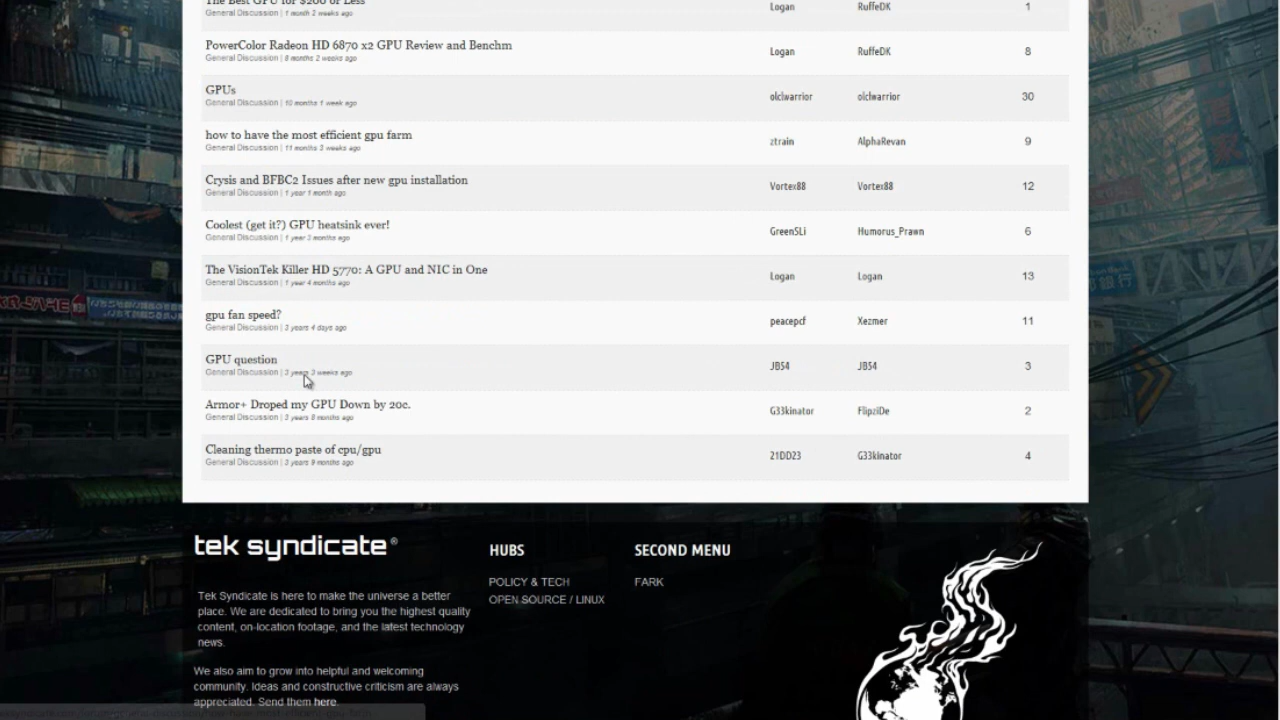 The Best GPU for $200 or Less
General Discussion | 1 month 2 weeks ago
Logan RuffeDK 1
PowerColor Radeon HD 6870 x2 GPU Review and Benchm
General Discussion | 8 months 2 weeks ago
Logan RuffeDK 8
GPUs
General Discussion | 10 months 1 week ago
olclwarrior olclwarrior 30
how to have the most efficient gpu farm
General Discussion | 11 months 3 weeks ago
ztrain AlphaRevan 9
Crysis and BFBC2 Issues after new gpu installation
General Discussion | 1 year 1 month ago
Vortex88 Vortex88 12
Coolest (get it?) GPU heatsink ever!
General Discussion | 1 year 3 months ago
GreenSLi Humorus_Prawn 6
The VisionTek Killer HD 5770: A GPU and NIC in One
General Discussion | 1 year 4 months ago
Logan Logan 13
gpu fan speed?
General Discussion | years 4 days ago
peacepcf Xezmer 11
GPU question
General Discussion | years weeks ago
JB54 JB54 3
Armor+ Droped my GPU Down by 20c.
General Discussion | 3 years 8 months ago
G33kinator FlipziDe 2
Cleaning thermo paste of cpu/gpu
General Discussion | 3 years 9 months ago
21DD23 G33kinator 4
tek syndicate®
HUBS
SECOND MENU
POLICY & TECH
FARK
OPEN SOURCE / LINUX
Tek Syndicate is here to make the universe a better
place. We are dedicated to bring you the highest quality
content, on-location footage, and the latest technology
news.
We also aim to grow into helpful and welcoming
community. Ideas and constructive criticism are always
appreciated. Send them here.